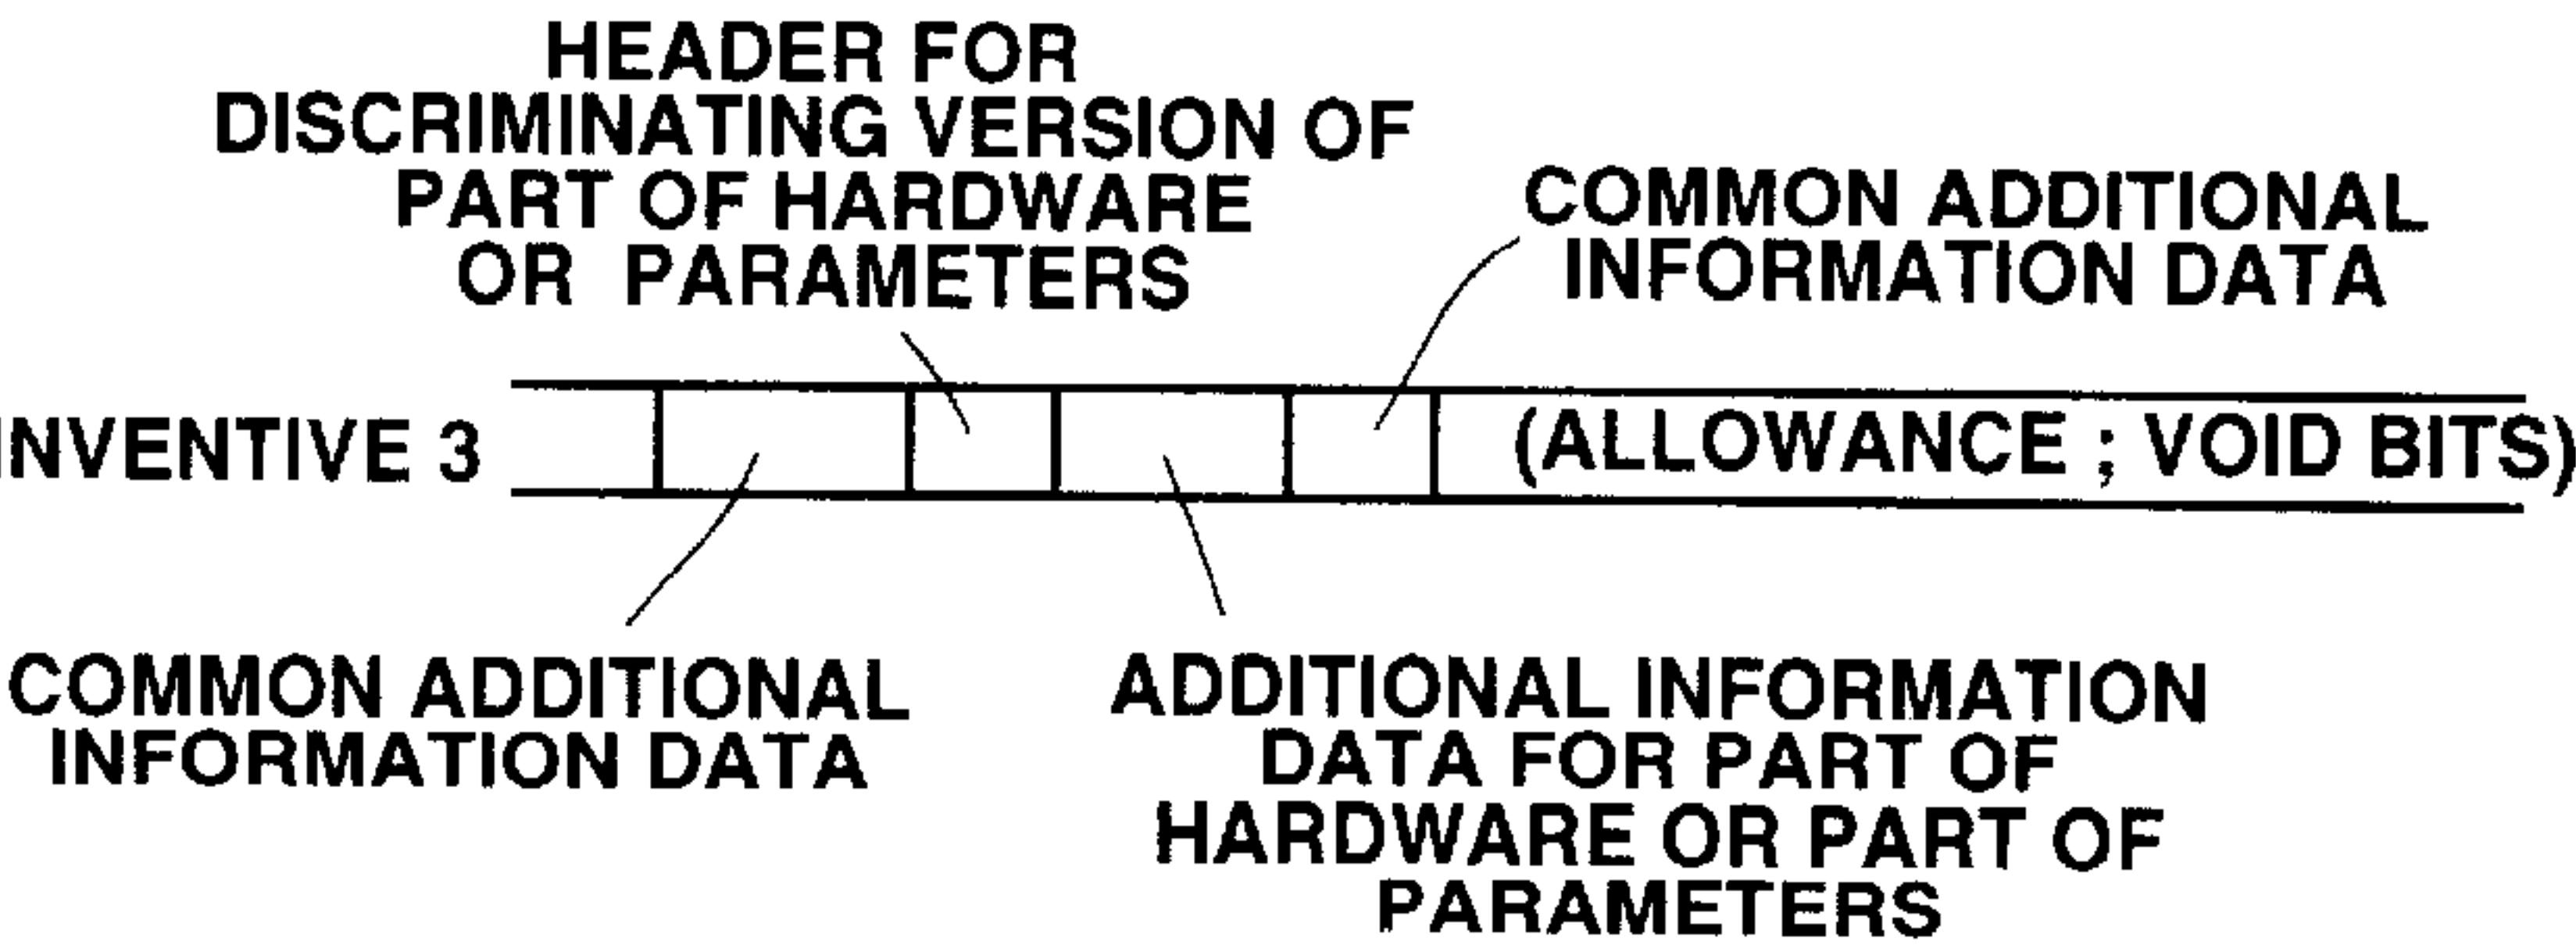 HEADER FOR
DISCRIMINATING VERSION OF
PART OF HARDWARE
OR PARAMETERS
COMMON ADDITIONAL
INFORMATION DATA
INVENTIVE 3
(ALLOWANCE ; VOID BITS)
COMMON ADDITIONAL
INFORMATION DATA
ADDITIONAL INFORMATION
DATA FOR PART OF
HARDWARE OR PART OF
PARAMETERS